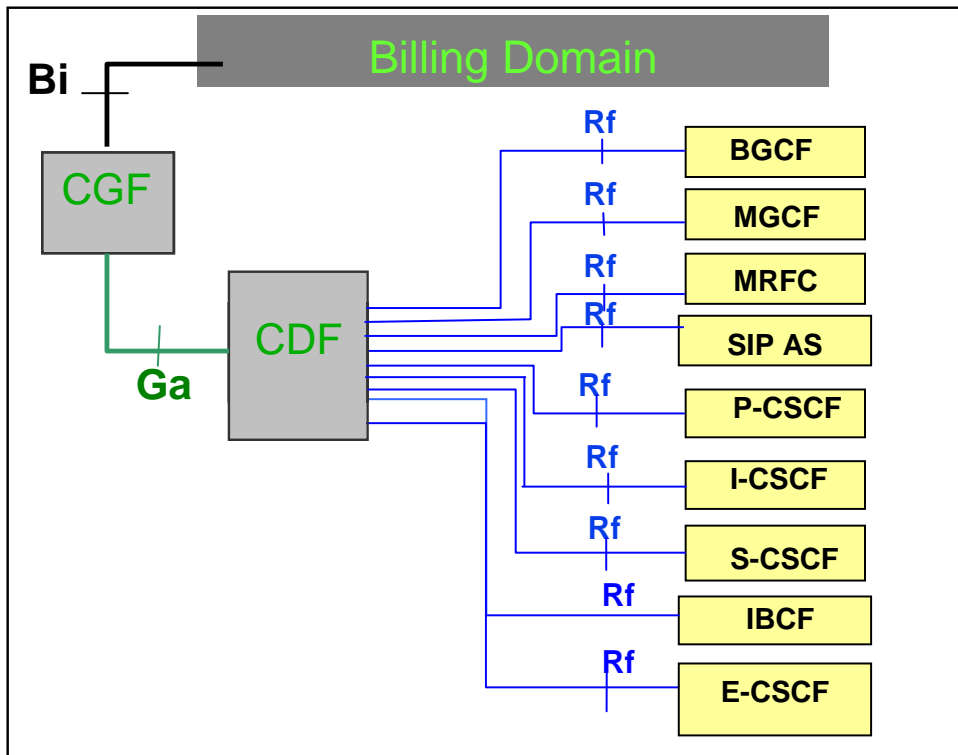 Billing Domain
Bi
CGF
Ga
CDF
Rf
BGCF
Rf
MGCF
Rf
MRFC
Rf
SIP AS
Rf
P-CSCF
Rf
I-CSCF
Rf
S-CSCF
Rf
IBCF
Rf
E-CSCF